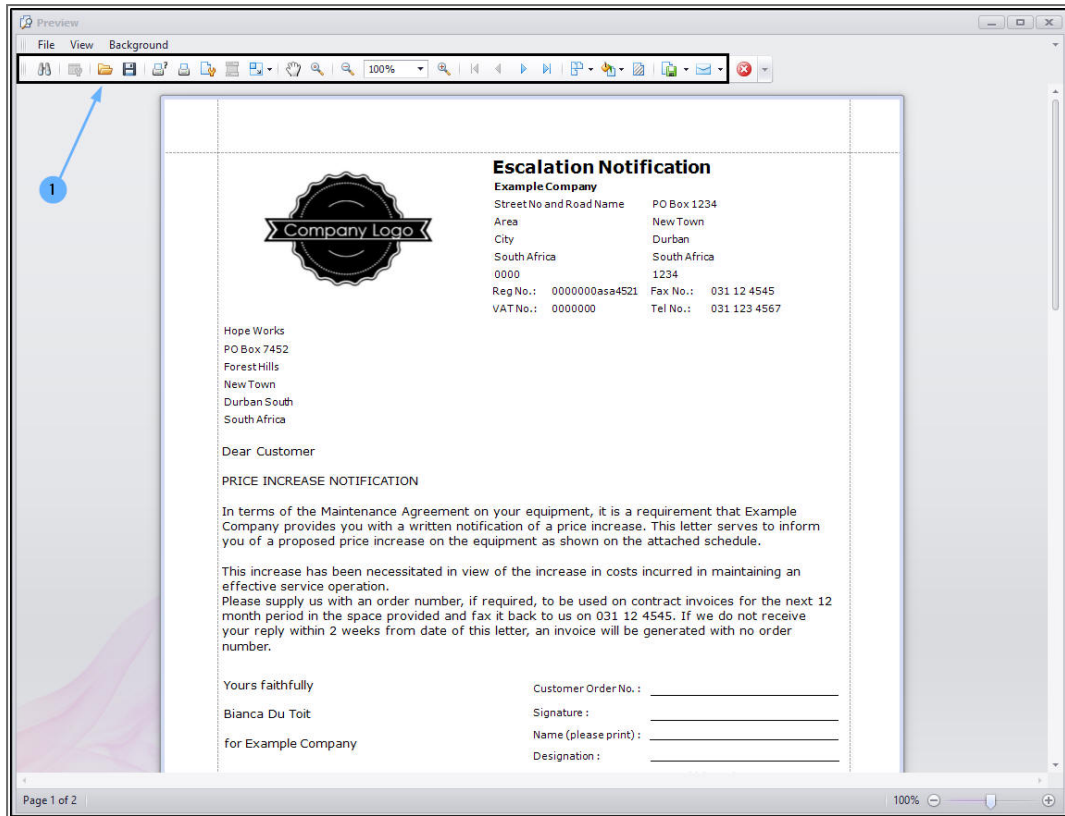 Preview
File View Background
100%
1
Company Logo
Escalation Notification
Example Company
Street No and Road Name PO Box 1234
Area New Town
City Durban
South Africa South Africa
0000 1234
Reg No.: 0000000asa4521 Fax No.: 031 12 4545
VAT No.: 0000000 Tel No.: 031 123 4567
Hope Works
PO Box 7452
Forest Hills
New Town
Durban South
South Africa
Dear Customer
PRICE INCREASE NOTIFICATION
In terms of the Maintenance Agreement on your equipment, it is a requirement that Example
Company provides you with a written notification of a price increase. This letter serves to inform
you of a proposed price increase on the equipment as shown on the attached schedule.
This increase has been necessitated in view of the increase in costs incurred in maintaining an
effective service operation.
Please supply us with an order number, if required, to be used on contract invoices for the next 12
month period in the space provided and fax it back to us on 031 12 4545. If we do not receive
your reply within 2 weeks from date of this letter, an invoice will be generated with no order
number.
Yours faithfully Customer Order No. :
Bianca Du Toit Signature :
Name (please print) :
for Example Company
Designation :
Page 1 of 2 100%